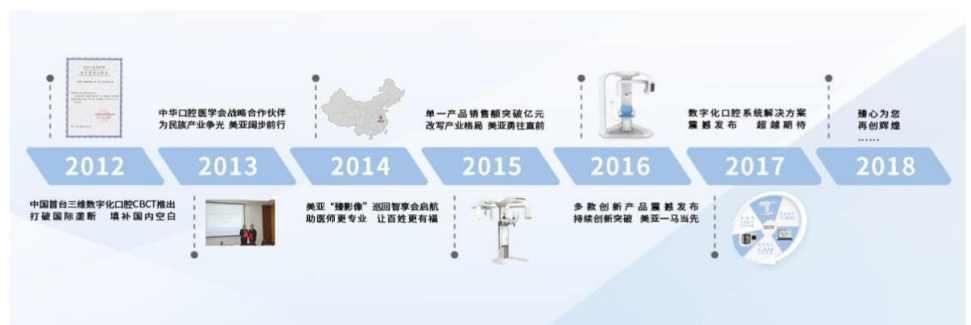 中华口腔医学会战略合作伙伴
为民族产业争光 美亚阔步前行
单一产品销售额突破亿元
改写产业格局 美亚勇往直前
数字化口腔系统解决方案
震撼发布 超越期待
臻心为您
再创辉煌
……
2012
2013
2014
2015
2016
2017
2018
中国首台三维数字化口腔CBCT推出
打破国际垄断 填补国内空白
美亚“臻影像”巡回智享会启航
助医师更专业 让百姓更有福
多款创新产品震撼发布
持续创新突破 美亚一马当先